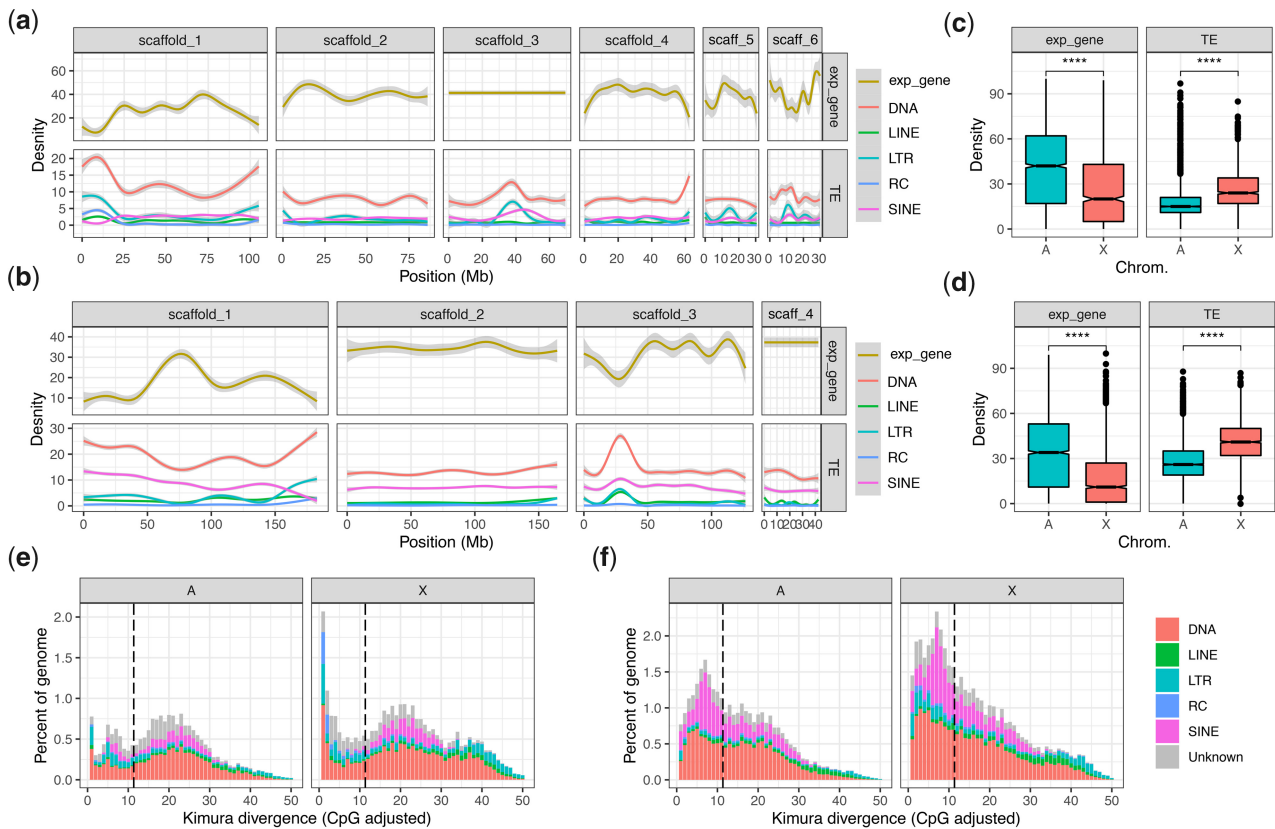 (a)
scaffold_1 scaffold_2 scaffold_3 scaffold_4 scaff_5 scaff_6
60
40
20
exp_gene
20
15
10
5
0
TE
Desnity
0 25 50 75 100 0 25 50 75 0 20 40 60 0 20 40 60 0 10 20 30 0 10 20 30
Position (Mb)
exp_gene
DNA
LINE
LTR
RC
SINE
(c)
exp_gene TE
**** ****
90
60
30
0
Density
A X A X
Chrom.
(b)
scaffold_1 scaffold_2 scaffold_3 scaff_4
40
30
20
10
exp_gene
30
20
10
0
TE
Desnity
0 50 100 150 0 50 100 150 0 50 100 0 10 20 30 40
Position (Mb)
exp_gene
DNA
LINE
LTR
RC
SINE
(d)
exp_gene TE
**** ****
90
60
30
0
Density
A X A X
Chrom.
(e)
A X
2.0
1.5
1.0
0.5
0.0
Percent of genome
0 10 20 30 40 50 0 10 20 30 40 50
Kimura divergence (CpG adjusted)
(f)
A X
2.0
1.5
1.0
0.5
0.0
Percent of genome
0 10 20 30 40 50 0 10 20 30 40 50
Kimura divergence (CpG adjusted)
DNA
LINE
LTR
RC
SINE
Unknown